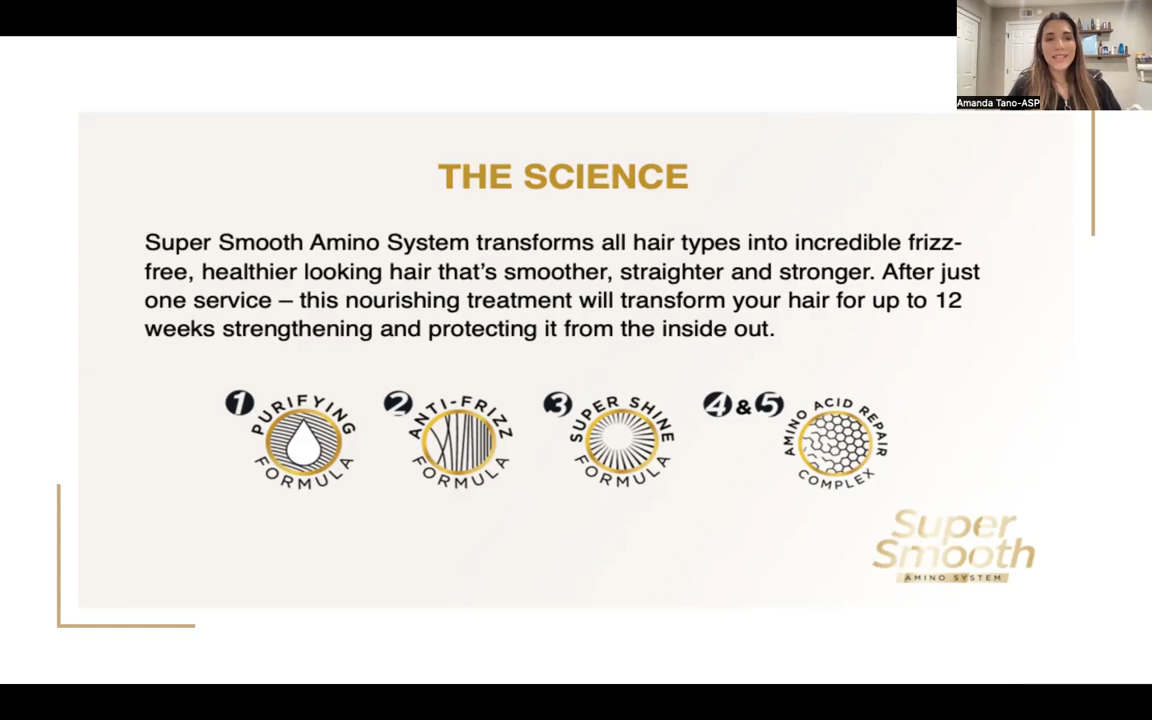 Amanda Tano-ASP
THE SCIENCE
Super Smooth Amino System transforms all hair types into incredible frizz-
free, healthier looking hair that's smoother, straighter and stronger. After just
one service – this nourishing treatment will transform your hair for up to 12
weeks strengthening and protecting it from the inside out.
1 PURIFYING FORMULA
2 ANTI-FRIZZ FORMULA
3 SUPER SHINE FORMULA
4&5 AMINO ACID REPAIR COMPLEX
Super
Smooth
AMINO SYSTEM